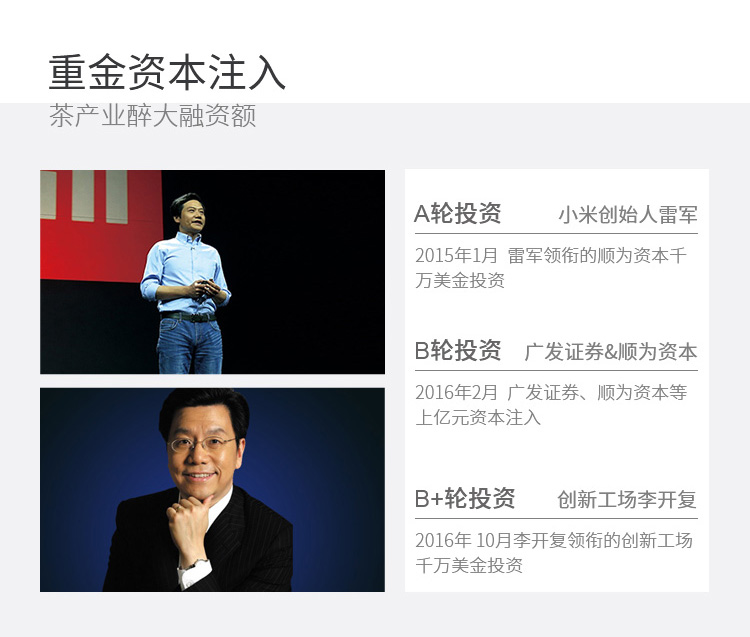 重金资本注入
茶产业醉大融资额
A轮投资 小米创始人雷军
2015年1月 雷军领衔的顺为资本千
万美金投资
B轮投资 广发证券&顺为资本
2016年2月 广发证券、顺为资本等
上亿元资本注入
B+轮投资 创新工场李开复
2016年 10月李开复领衔的创新工场
千万美金投资